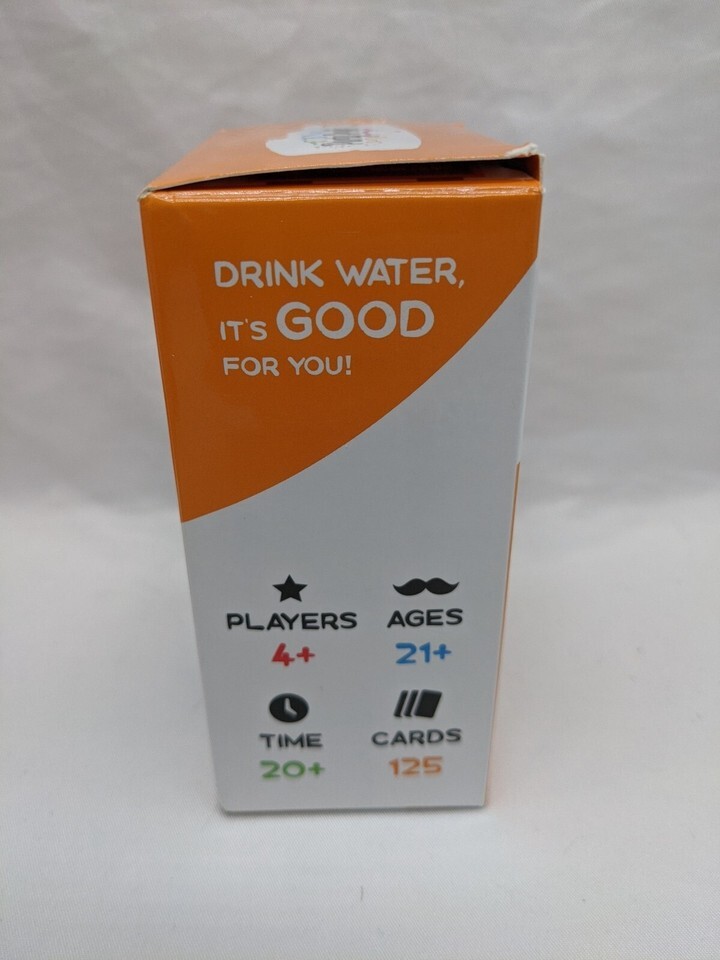 DRINK WATER,
IT'S GOOD
FOR YOU!
PLAYERS AGES
4+ 21+
TIME CARDS
20+ 125